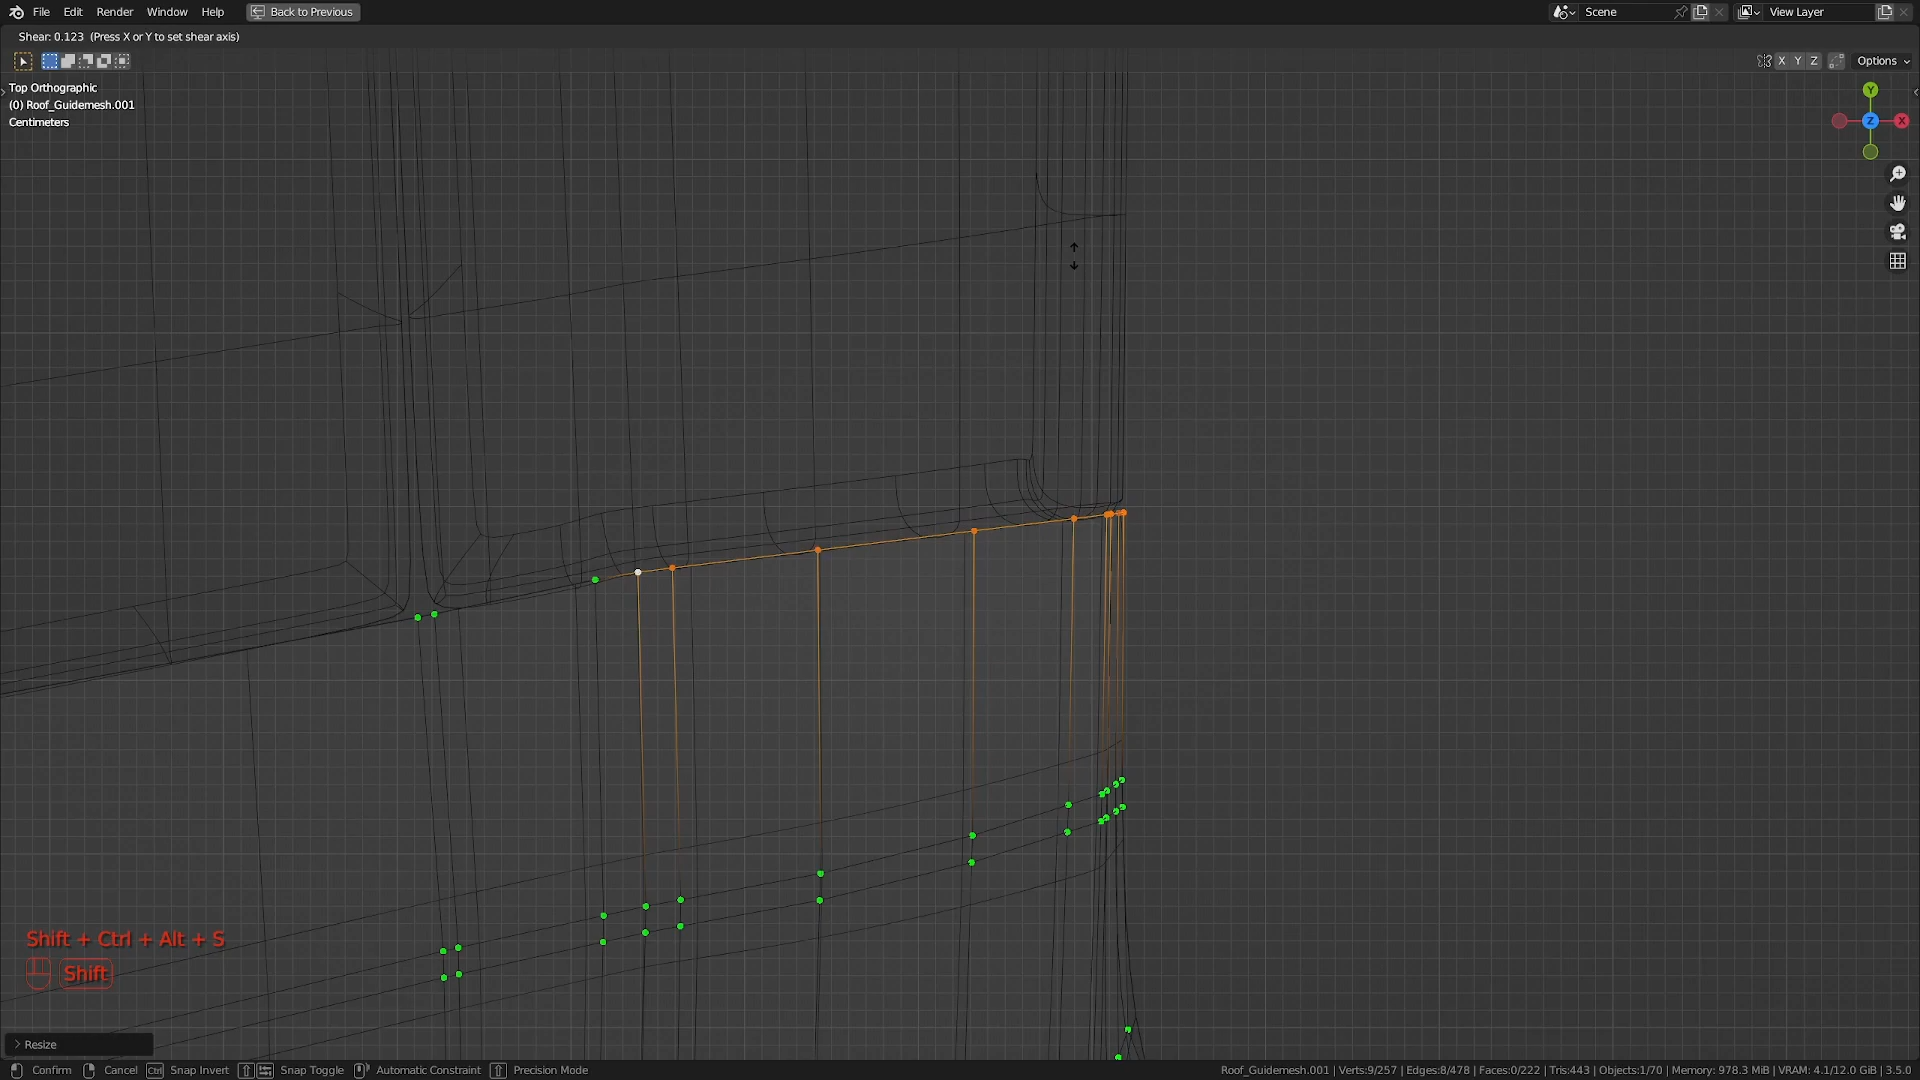 File Edit Render Window Help Back to Previous Scene View Layer
Shear: 0.123 (Press X or Y to set shear axis)
X Y Z Options
Top Orthographic
(0) Roof_Guidemesh.001
Centimeters
Y
Z X
Shift + Ctrl + Alt + S
Shift
Resize
Confirm Cancel Ctrl Snap Invert Snap Toggle Automatic Constraint Precision Mode Roof_Guidemesh.001 | Verts:9/257 | Edges:8/478 | Faces:0/222 | Tris:443 | Objects:1/70 | Memory: 978.3 MiB | VRAM: 4.1/12.0 GiB | 3.5.0